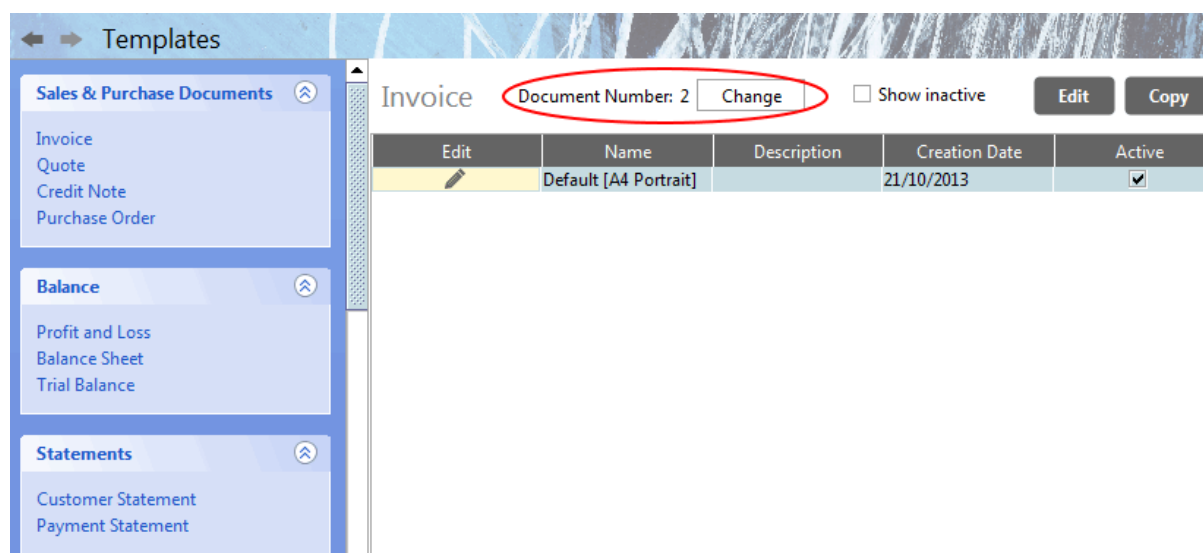 Templates
Sales & Purchase Documents
Invoice
Quote
Credit Note
Purchase Order
Balance
Profit and Loss
Balance Sheet
Trial Balance
Statements
Customer Statement
Payment Statement
Invoice Document Number: 2 Change Show inactive Edit Copy
Edit Name Description Creation Date Active
Default [A4 Portrait] 21/10/2013